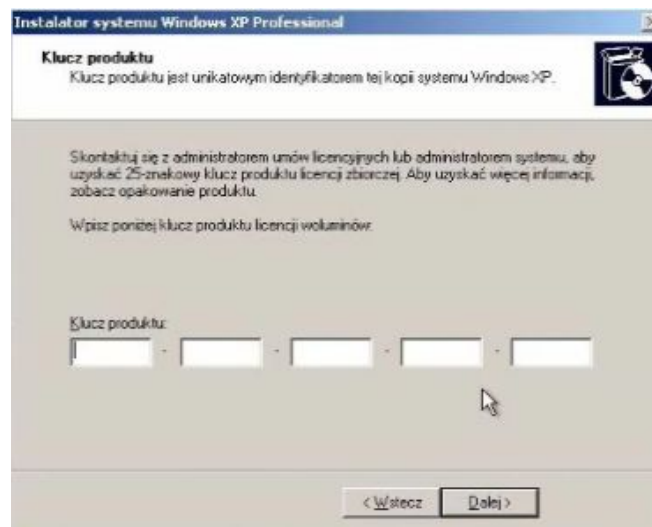 Instalator systemu Windows XP Professional
Klucz produktu
Klucz produktu jest unikatowym identyfikatorem tej kopii systemu Windows XP.
Skontaktuj się z administratorem umów licencyjnych lub administratorem systemu, aby
uzyskać 25-znakowy klucz produktu licencji zbiorczej. Aby uzyskać więcej informacji,
zobacz opakowanie produktu.
Wpisz poniżej klucz produktu licencji woluminów:
Klucz produktu:
- - - -
< Wstecz Dalej >